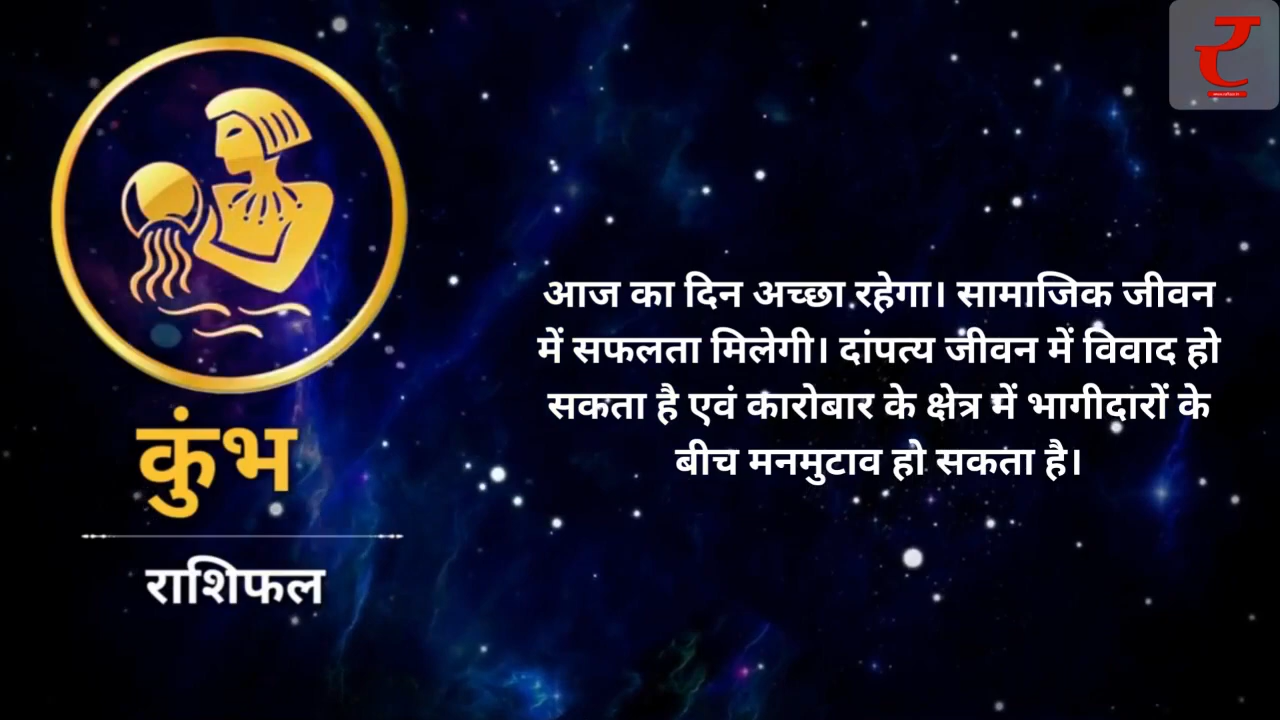 कुंभ
राशिफल
आज का दिन अच्छा रहेगा। सामाजिक जीवन
में सफलता मिलेगी। दांपत्य जीवन में विवाद हो
सकता है एवं कारोबार के क्षेत्र में भागीदारों के
बीच मनमुटाव हो सकता है।